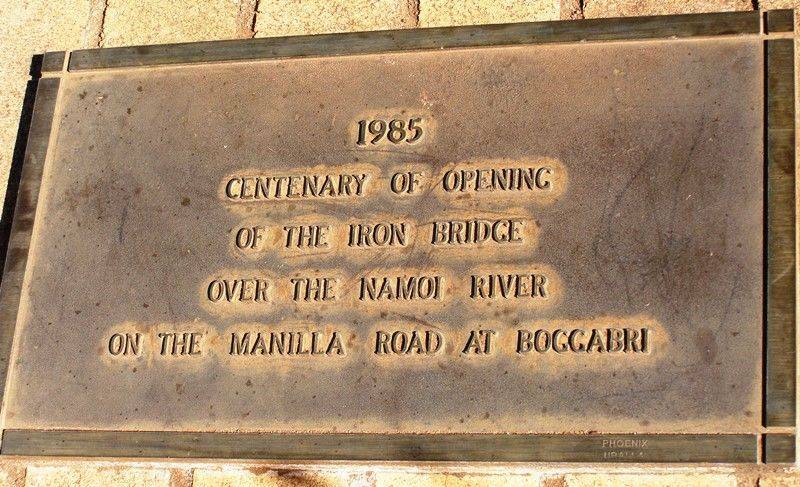 1985
CENTENARY OF OPENING
OF THE IRON BRIDGE
OVER THE NAMOI RIVER
ON THE MANILLA ROAD AT BOGGABRI
PHOENIX
URALLA